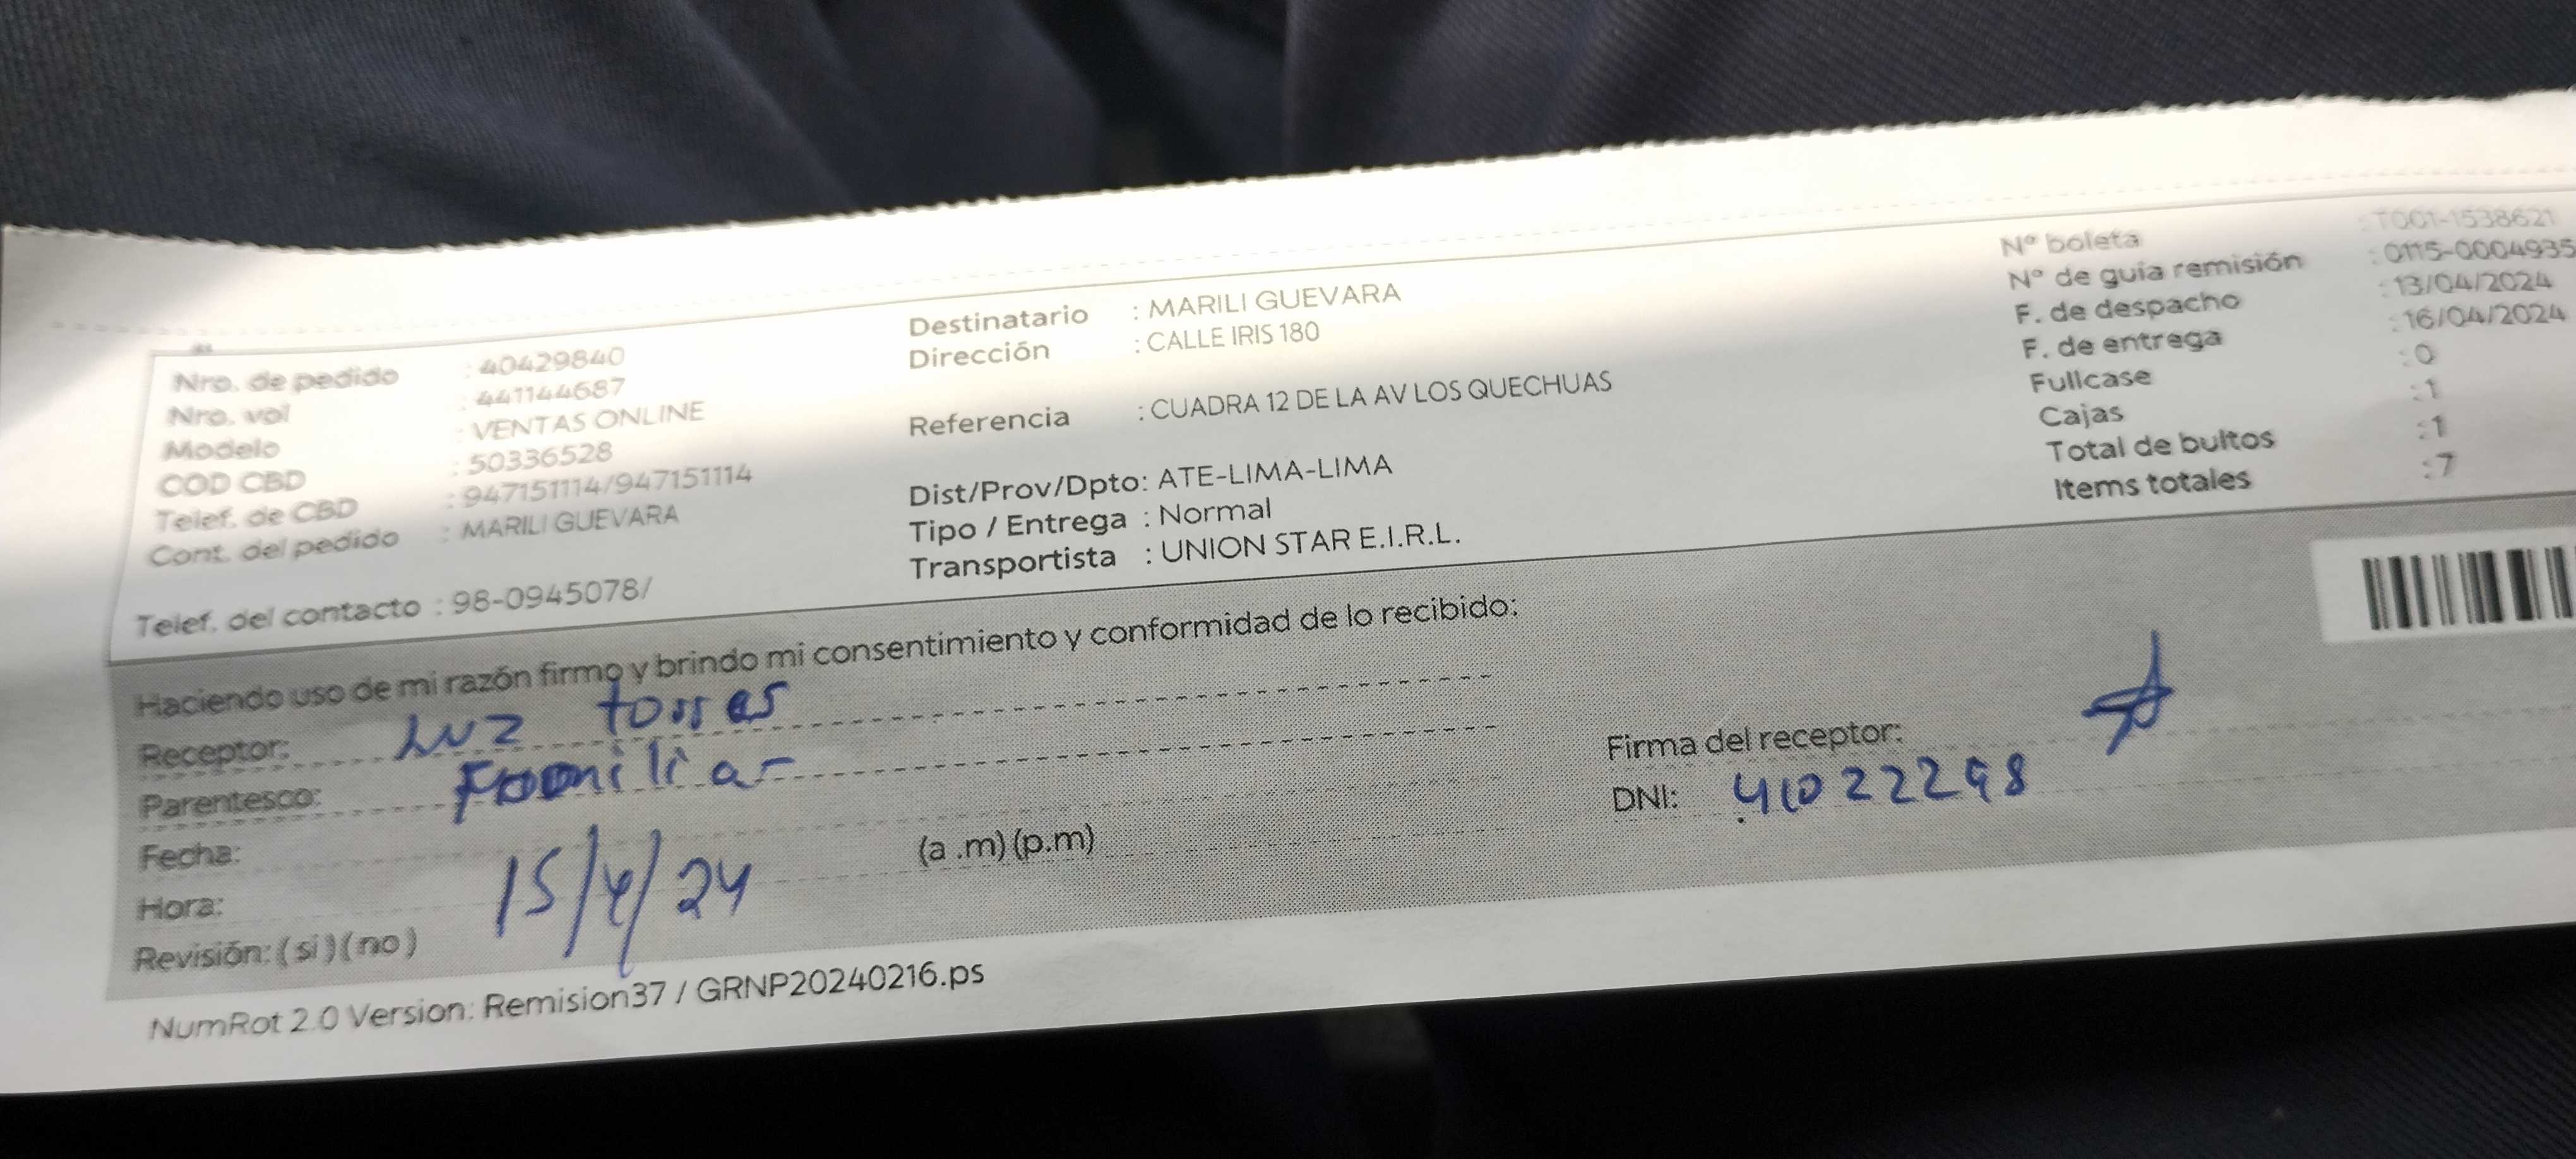 Nro. de pedido : 40429840
Nro. vol : 441144687
Modelo : VENTAS ONLINE
COD CBD : 50336528
Telef. de CBD : 947151114/947151114
Cont. del pedido : MARILI GUEVARA
Telef. del contacto : 98-0945078/
Destinatario : MARILI GUEVARA
Dirección : CALLE IRIS 180
Referencia : CUADRA 12 DE LA AV LOS QUECHUAS
Dist/Prov/Dpto: ATE-LIMA-LIMA
Tipo / Entrega : Normal
Transportista : UNION STAR E.I.R.L.
Nº boleta : T001-1538621
Nº de guía remisión : 0115-0004935
F. de despacho : 13/04/2024
F. de entrega : 16/04/2024
Fullcase : 0
Cajas : 1
Total de bultos : 1
Items totales : 7
Haciendo uso de mi razón firmo y brindo mi consentimiento y conformidad de lo recibido:
Receptor: Luz torres
Parentesco: Familiar
Fecha: 15/4/24
Hora: (a .m) (p.m)
Revisión: ( si ) ( no )
Firma del receptor:
DNI: 41022298
NumRot 2.0 Version: Remision37 / GRNP20240216.ps